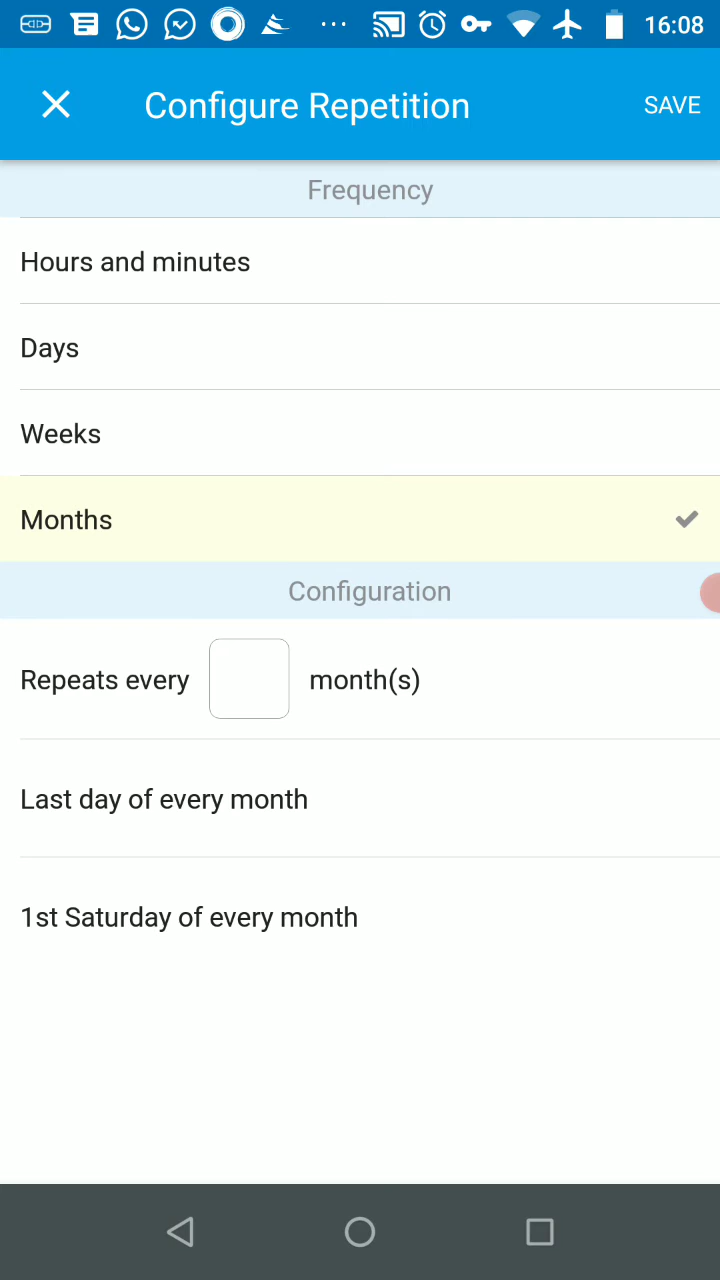 16:08
Configure Repetition
SAVE
Frequency
Hours and minutes
Days
Weeks
Months
Configuration
Repeats every month(s)
Last day of every month
1st Saturday of every month